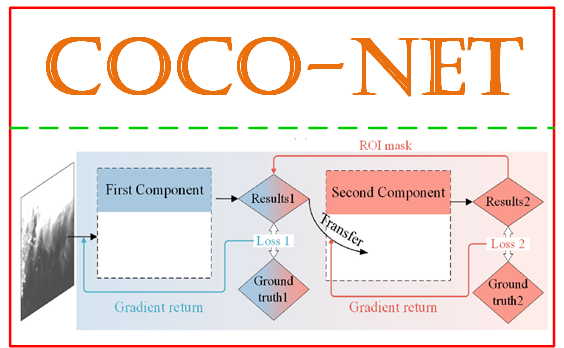 COCO-NET
ROI mask
First Component
Results1
Second Component
Results2
Transfer
Loss 1
Loss 2
Gradient return
Ground
truth1
Gradient return
Ground
truth2